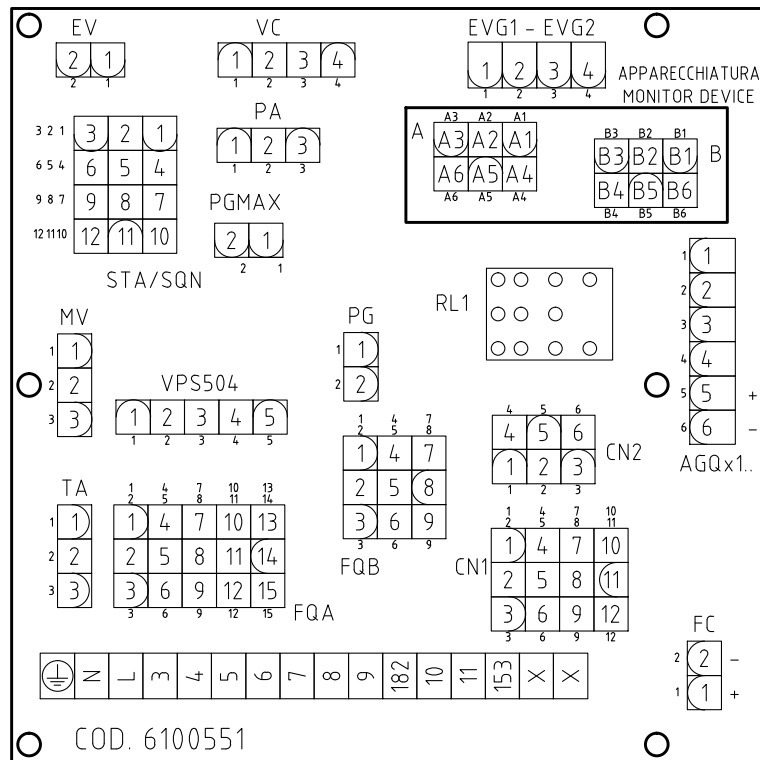 EV
2 1
2 1
VC
1 2 3 4
1 2 3 4
EVG1 - EVG2
1 2 3 4
1 2 3 4
APPARECCHIATURA
MONITOR DEVICE
A
A3 A2 A1
A3 A2 A1
A6 A5 A4
A6 A5 A4
B3 B2 B1
B3 B2 B1
B4 B5 B6
B4 B5 B6
B
PA
1 2 3
1 2 3
3 2 1 3 2 1
6 5 4 6 5 4
9 8 7 9 8 7
12 11 10 12 11 10
STA/SQN
PGMAX
2 1
2 1
RL1
1 1
2 2
3 3
4 4
5 5 +
6 6 -
AGQx1..
MV
1 1
2 2
3 3
PG
1 1
2 2
VPS504
1 2 3 4 5
1 2 3 4 5
1 4 7
2 5 8
1 4 7
2 5 8
3 6 9
3 6 9
FQB
4 5 6
4 5 6
1 2 3
1 2 3
CN2
TA
1 1
2 2
3 3
1 4 7 10 13
2 5 8 11 14
1 4 7 10 13
2 5 8 11 14
3 6 9 12 15
3 6 9 12 15
FQA
1 4 7 10
2 5 8 11
CN1
1 4 7 10
2 5 8 11
3 6 9 12
3 6 9 12
FC
2 2 -
1 1 +
N L 3 4 5 6 7 8 9 182 10 11 153 X X
COD. 6100551